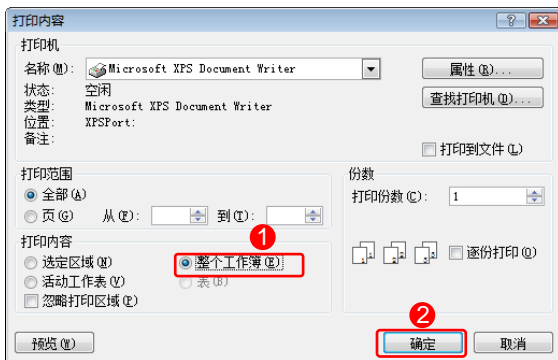 打印内容
打印机
名称(M): Microsoft XPS Document Writer 属性(R)...
状态: 空闲
类型: Microsoft XPS Document Writer 查找打印机(D)...
位置: XPSPort:
备注: 打印到文件(L)
打印范围 份数
全部(A) 打印份数(C): 1
页(G) 从(F): 到(T):
打印内容 1
选定区域(N) 整个工作簿(E) 逐份打印(O)
活动工作表(V) 表(B)
忽略打印区域(P)
2
预览(W) 确定 取消